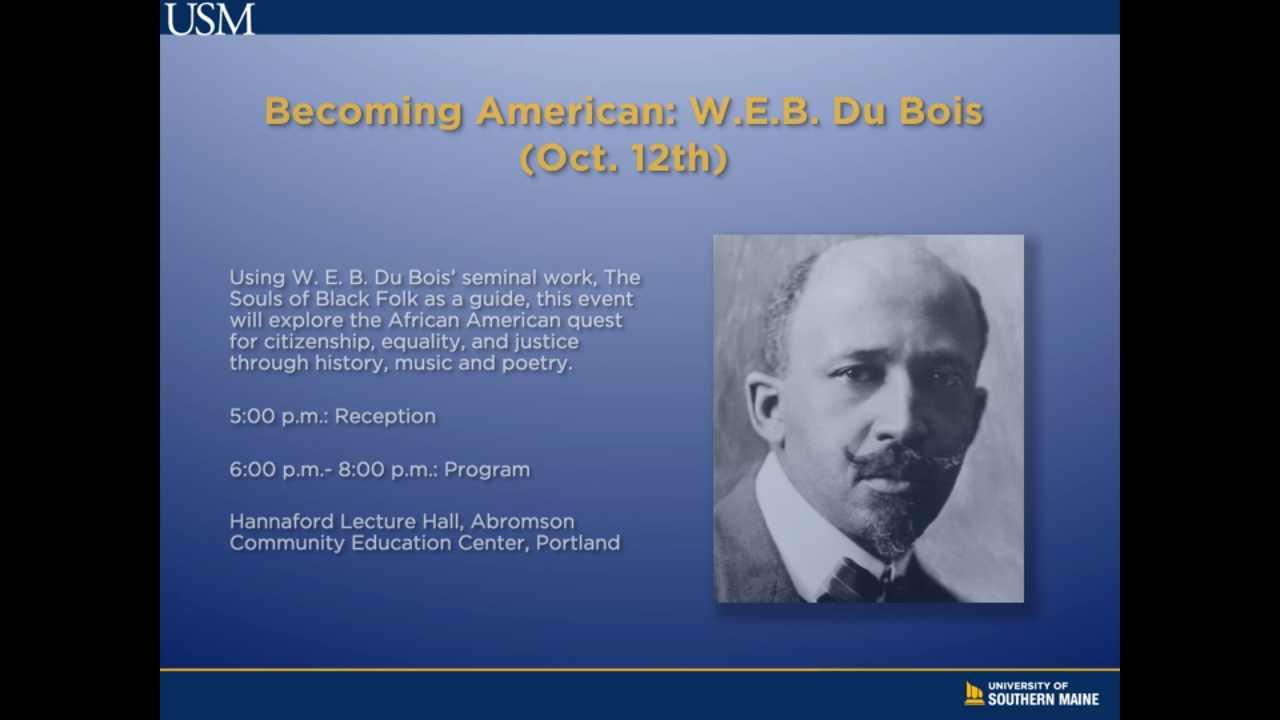 USM
Becoming American: W.E.B. Du Bois
(Oct. 12th)
Using W. E. B. Du Bois’ seminal work, The
Souls of Black Folk as a guide, this event
will explore the African American quest
for citizenship, equality, and justice
through history, music and poetry.
5:00 p.m.: Reception
6:00 p.m.- 8:00 p.m.: Program
Hannaford Lecture Hall, Abromson
Community Education Center, Portland
UNIVERSITY OF
SOUTHERN MAINE